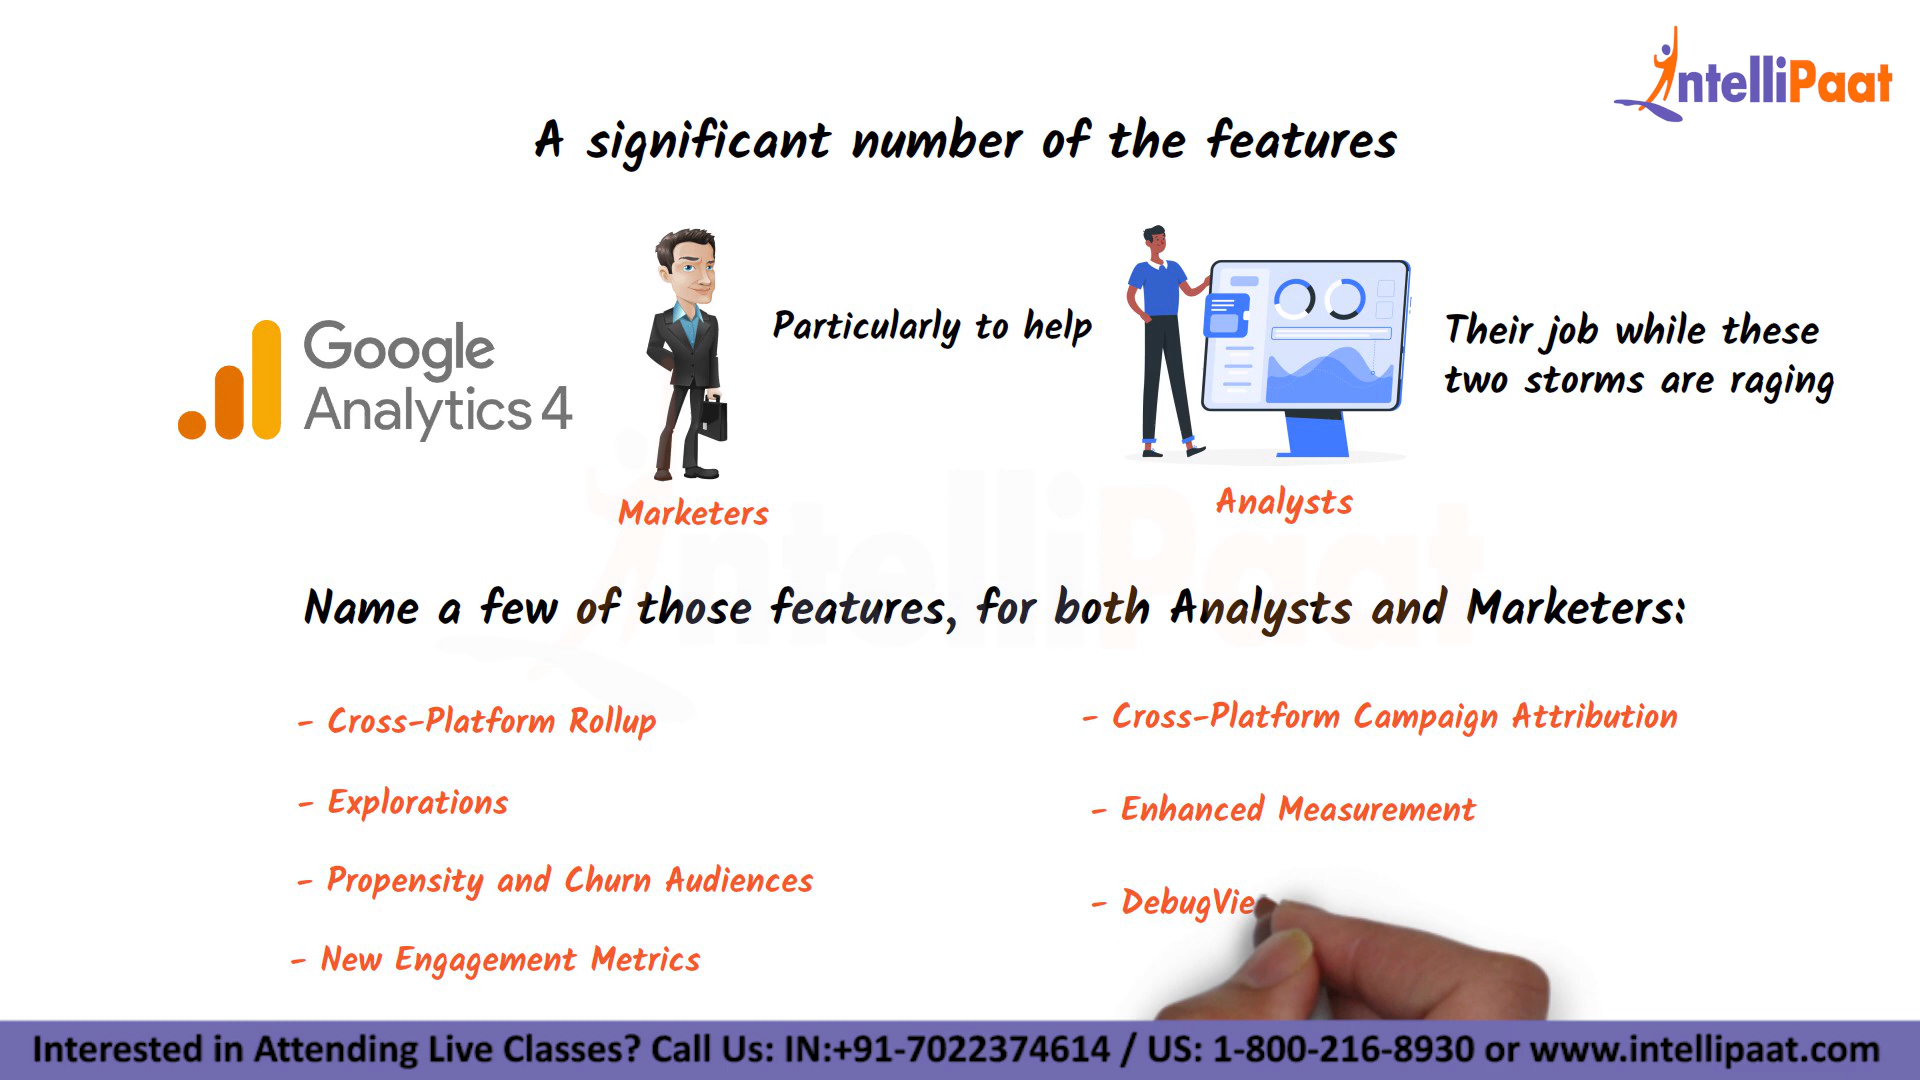 IntelliPaat
A significant number of the features
Google
Analytics 4
Particularly to help
Their job while these
two storms are raging
Marketers
Analysts
IntelliPaat
Name a few of those features, for both Analysts and Marketers:
- Cross-Platform Rollup
- Explorations
- Propensity and Churn Audiences
- New Engagement Metrics
- Cross-Platform Campaign Attribution
- Enhanced Measurement
- DebugVie
Interested in Attending Live Classes? Call Us: IN:+91-7022374614 / US: 1-800-216-8930 or www.intellipaat.com